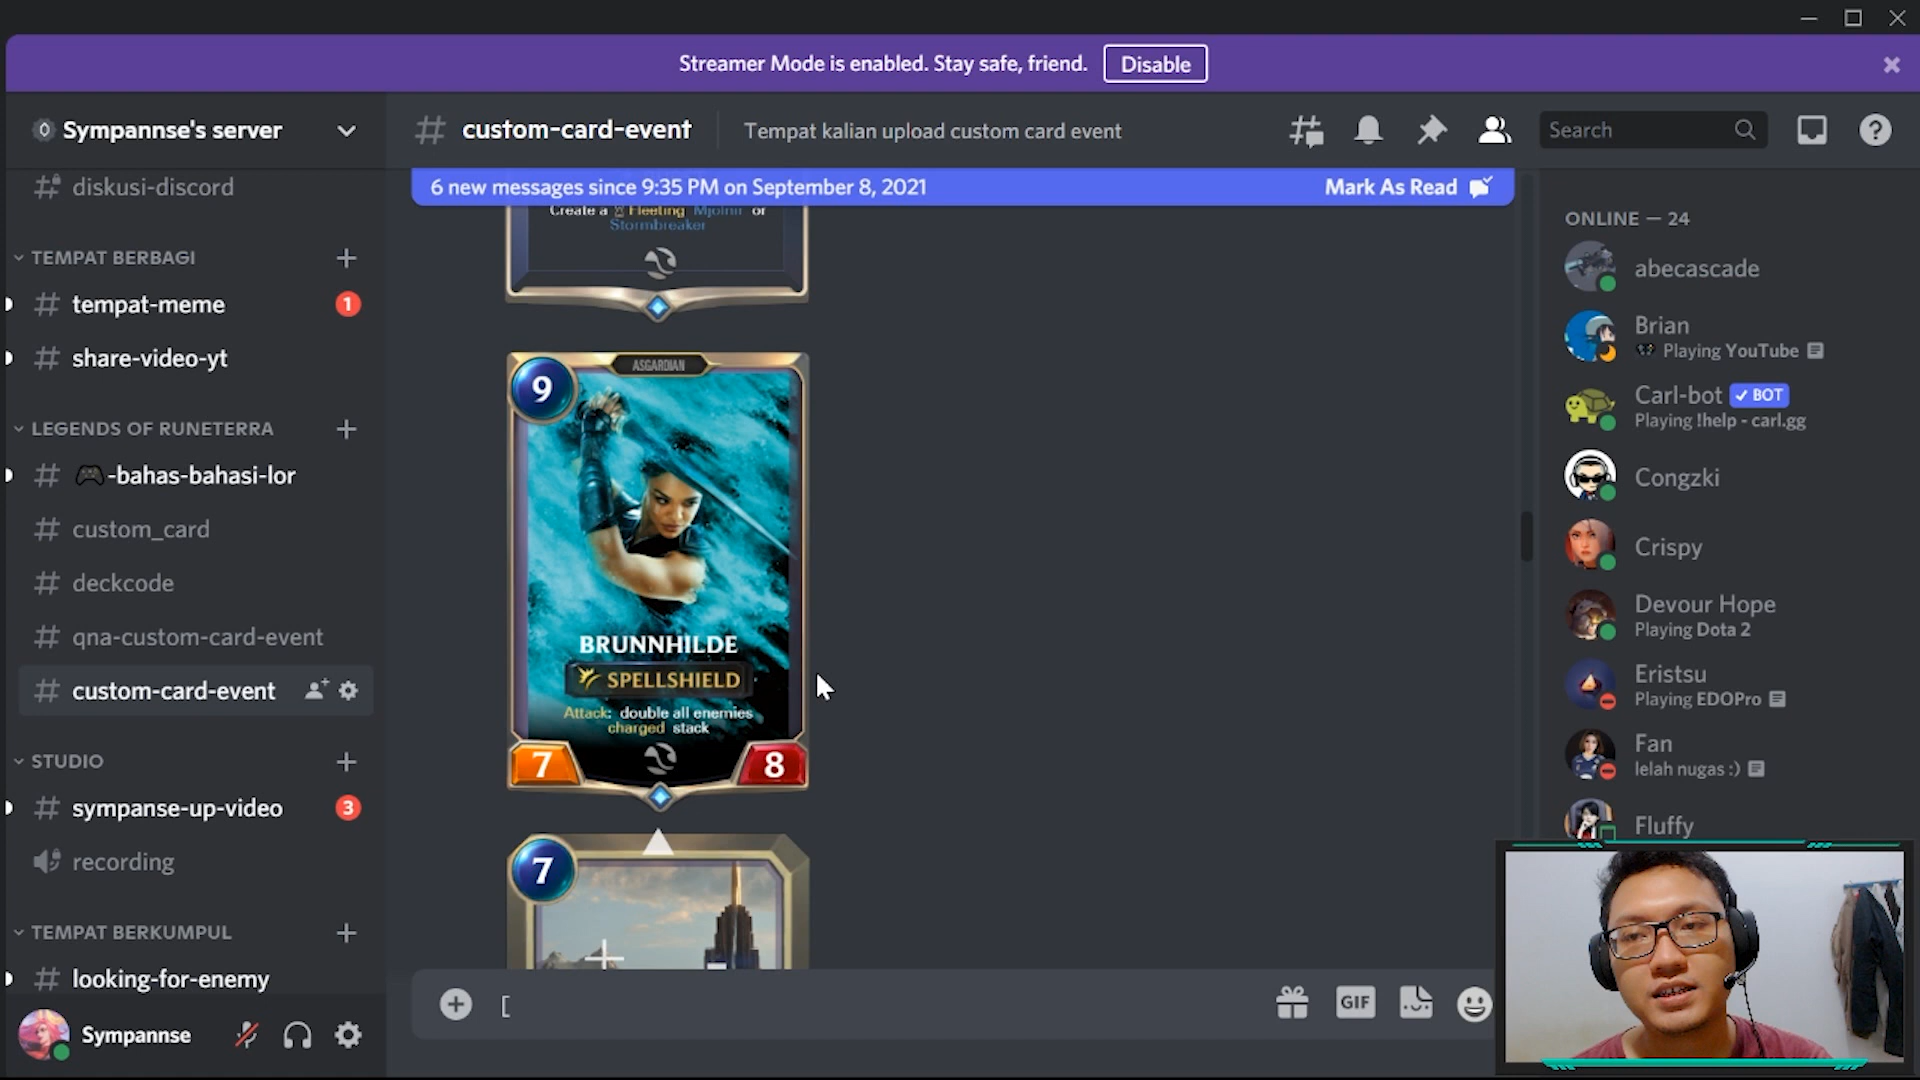 Streamer Mode is enabled. Stay safe, friend.
Disable
Sympannse's server
custom-card-event
Tempat kalian upload custom card event
Search
diskusi-discord
TEMPAT BERBAGI
tempat-meme
1
share-video-yt
LEGENDS OF RUNETERRA
-bahas-bahasi-lor
custom_card
deckcode
qna-custom-card-event
custom-card-event
STUDIO
sympanse-up-video
3
recording
TEMPAT BERKUMPUL
looking-for-enemy
Sympannse
6 new messages since 9:35 PM on September 8, 2021
Mark As Read
Create a Fleeting Mjolnir or
Stormbreaker
9
ASGARDIAN
BRUNNHILDE
SPELLSHIELD
Attack: double all enemies
charged stack
7
8
7
[
GIF
ONLINE — 24
abecascade
Brian
Playing YouTube
Carl-bot
BOT
Playing !help - carl.gg
Congzki
Crispy
Devour Hope
Playing Dota 2
Eristsu
Playing EDOPro
Fan
lelah nugas :)
Fluffy